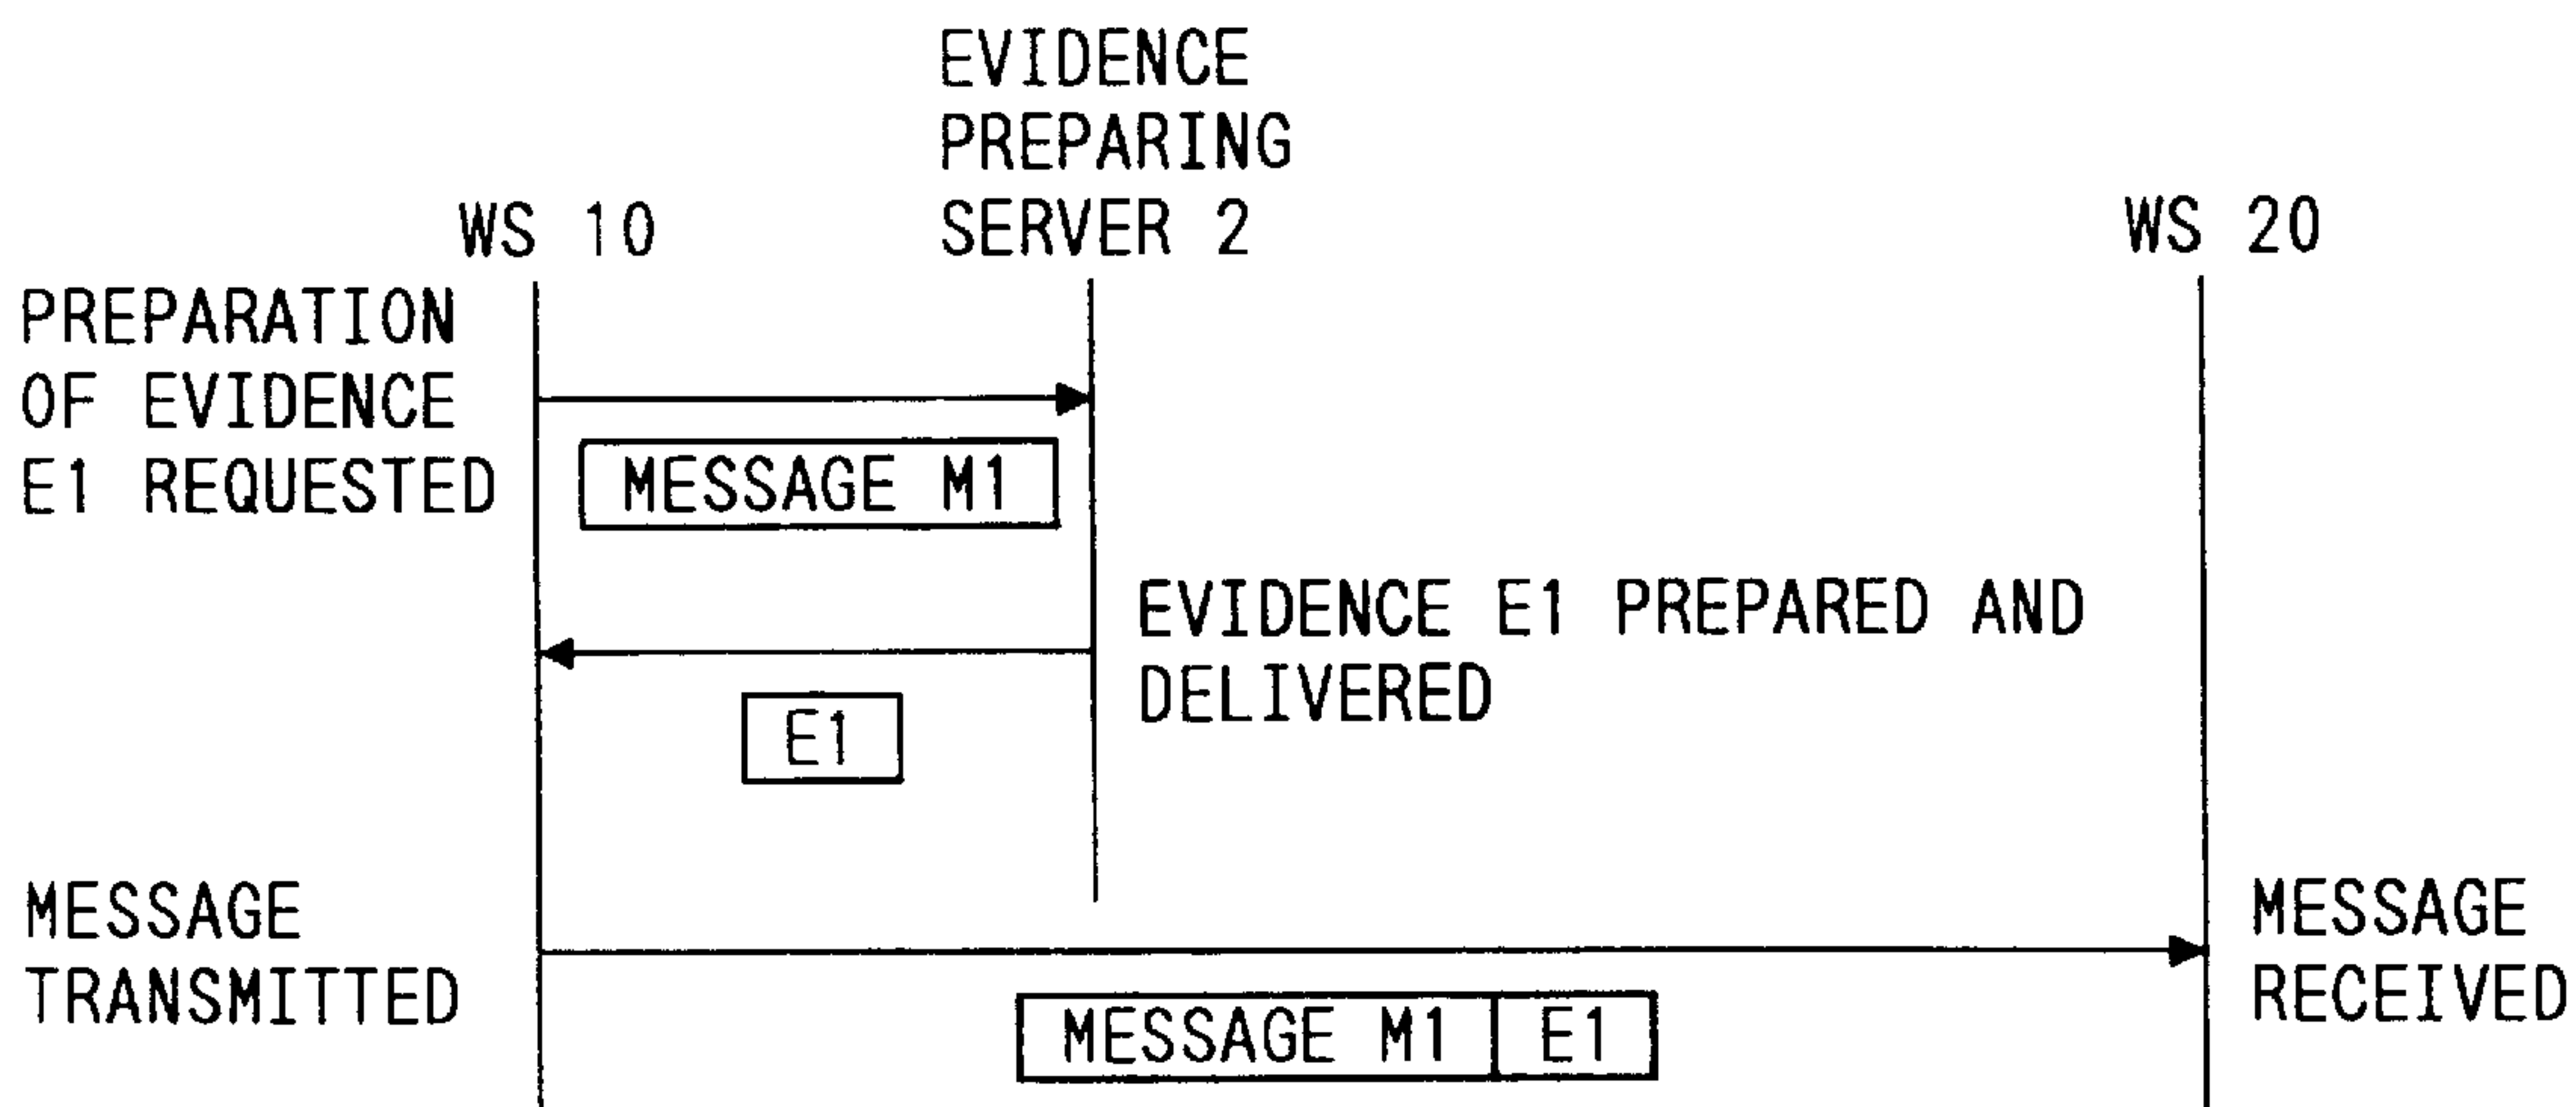 EVIDENCE
PREPARING
SERVER 2
WS 10
WS 20
PREPARATION
OF EVIDENCE
E1 REQUESTED
MESSAGE M1
EVIDENCE E1 PREPARED AND
DELIVERED
E1
MESSAGE
TRANSMITTED
MESSAGE
RECEIVED
MESSAGE M1 E1